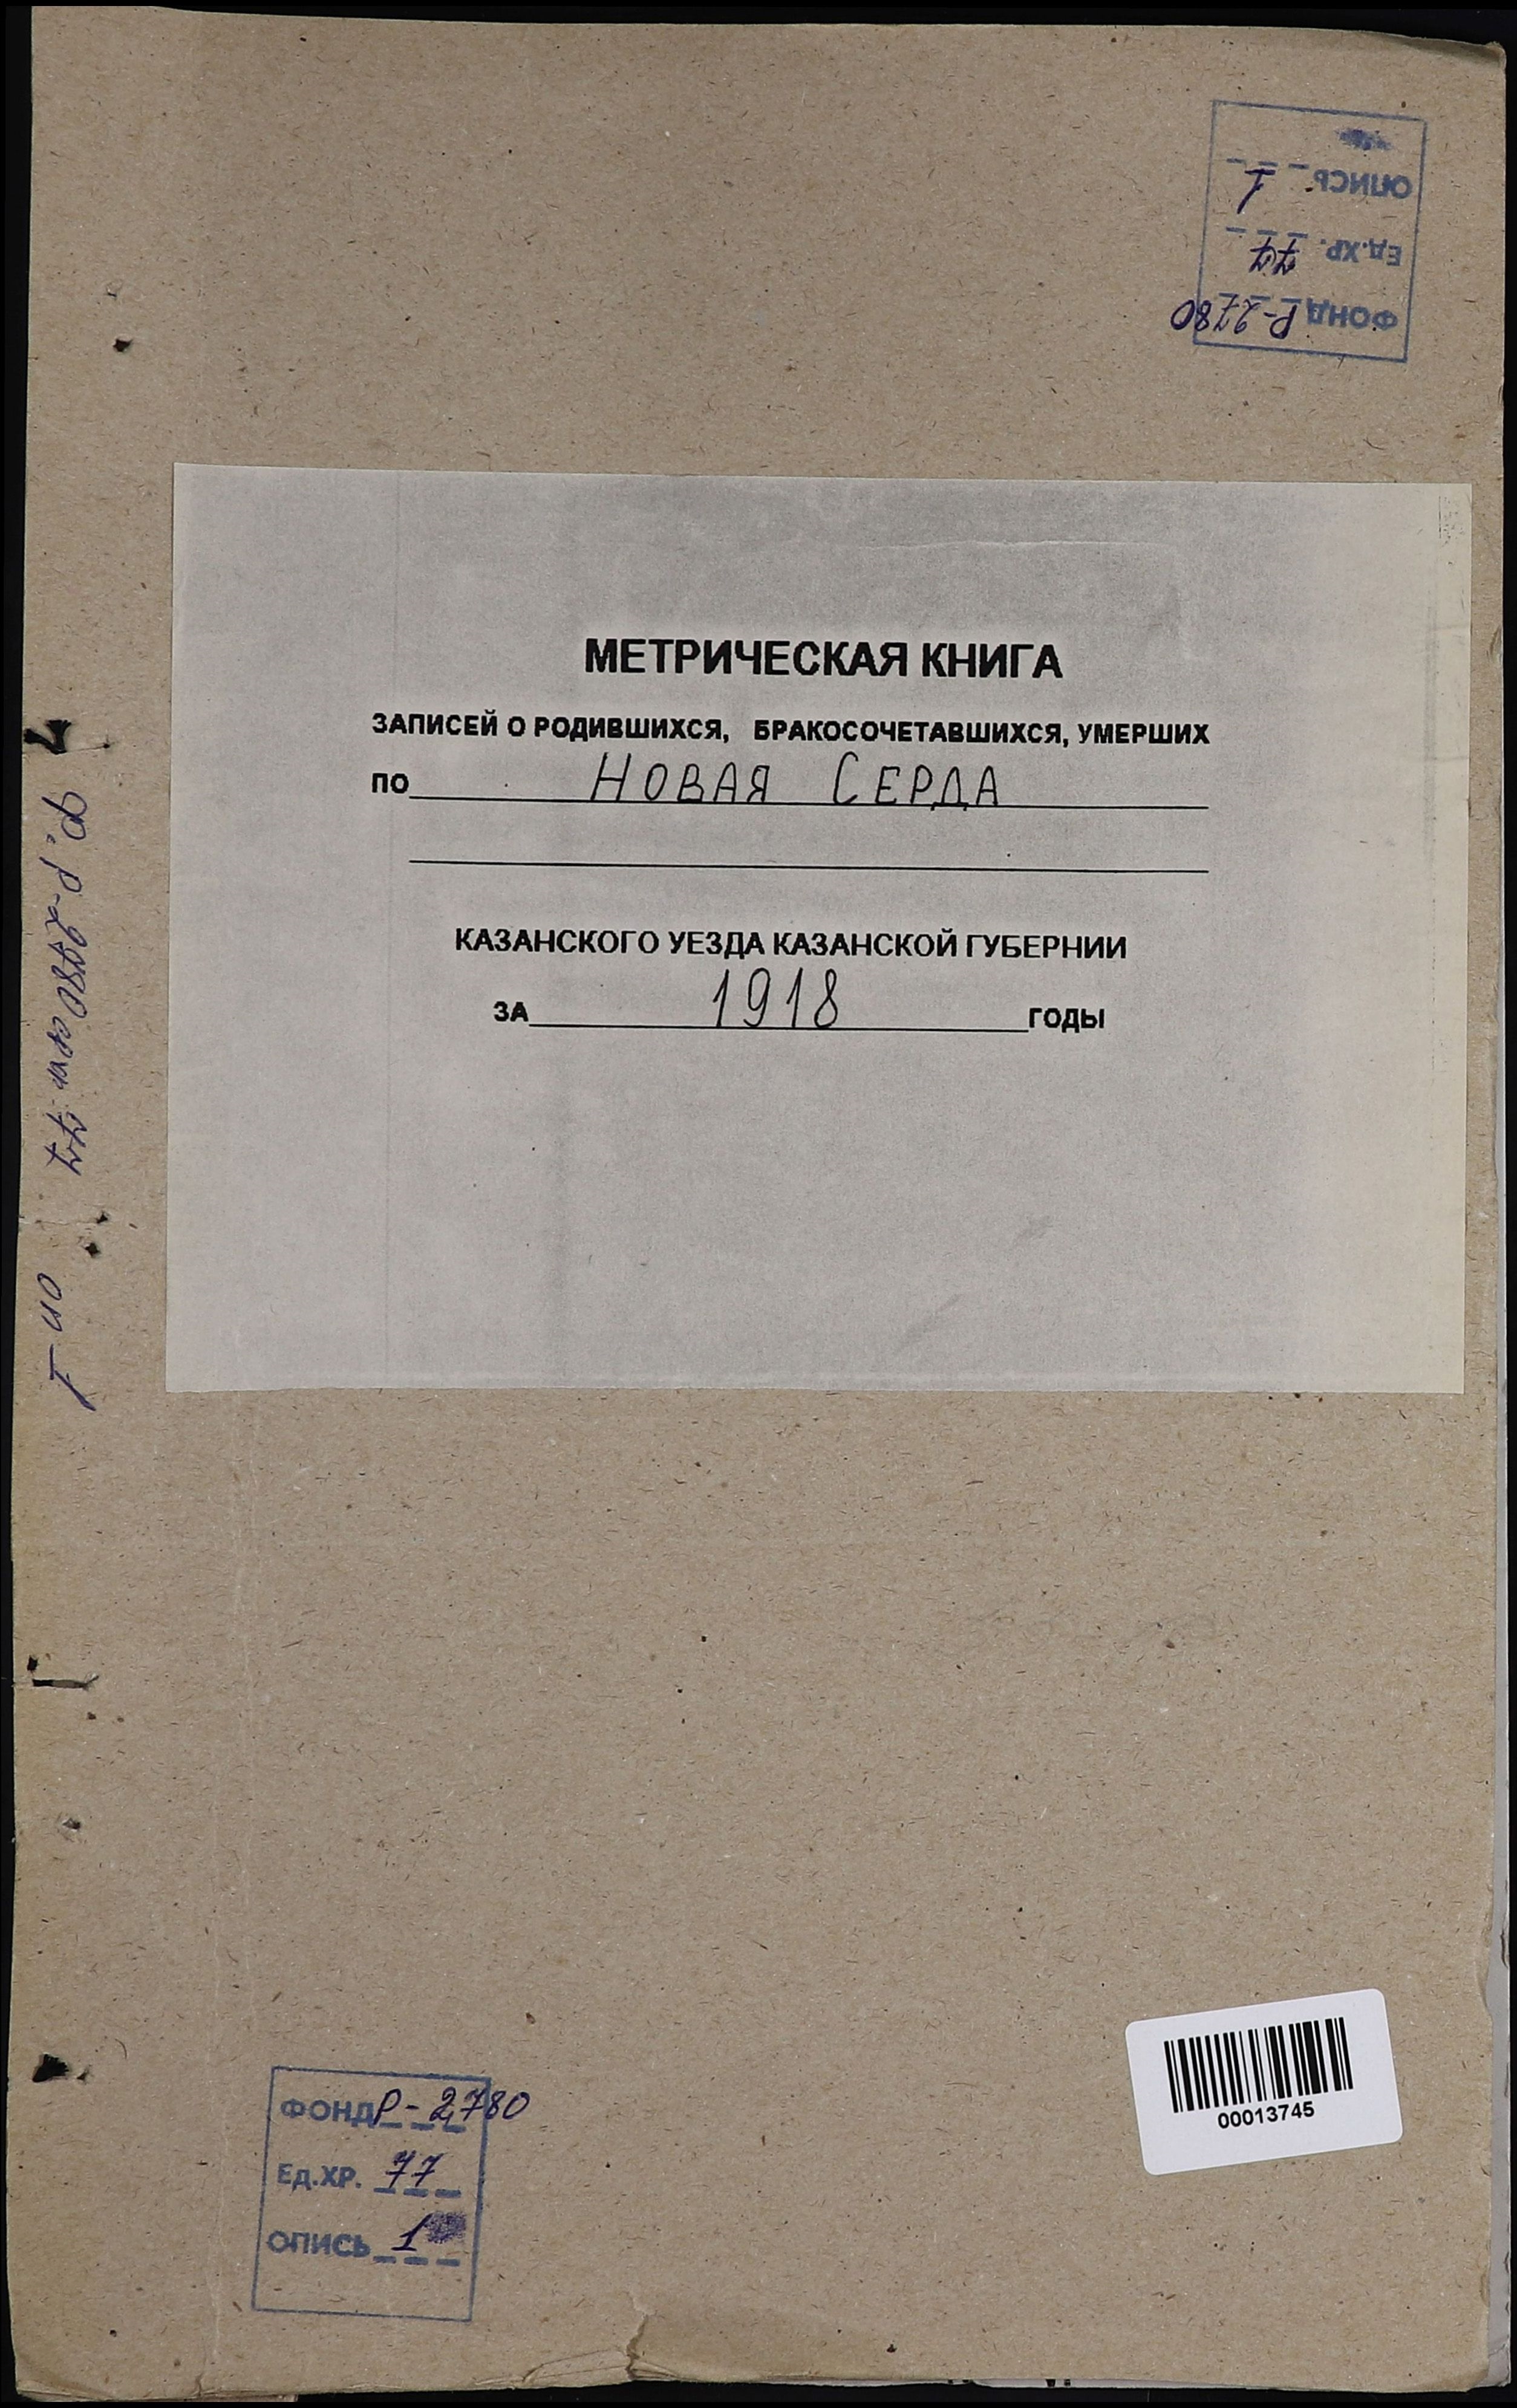 ОПИСЬ 1
Ед.ХР. 77
ФОНД Р-2780
МЕТРИЧЕСКАЯ КНИГА
ЗАПИСЕЙ О РОДИВШИХСЯ, БРАКОСОЧЕТАВШИХСЯ, УМЕРШИХ
ПО НОВАЯ СЕРДА
КАЗАНСКОГО УЕЗДА КАЗАНСКОЙ ГУБЕРНИИ
ЗА 1918 ГОДЫ
ф. Р-2780 77
оп 1
ФОНД Р-2780
Ед.ХР. 77
ОПИСЬ 1
00013745